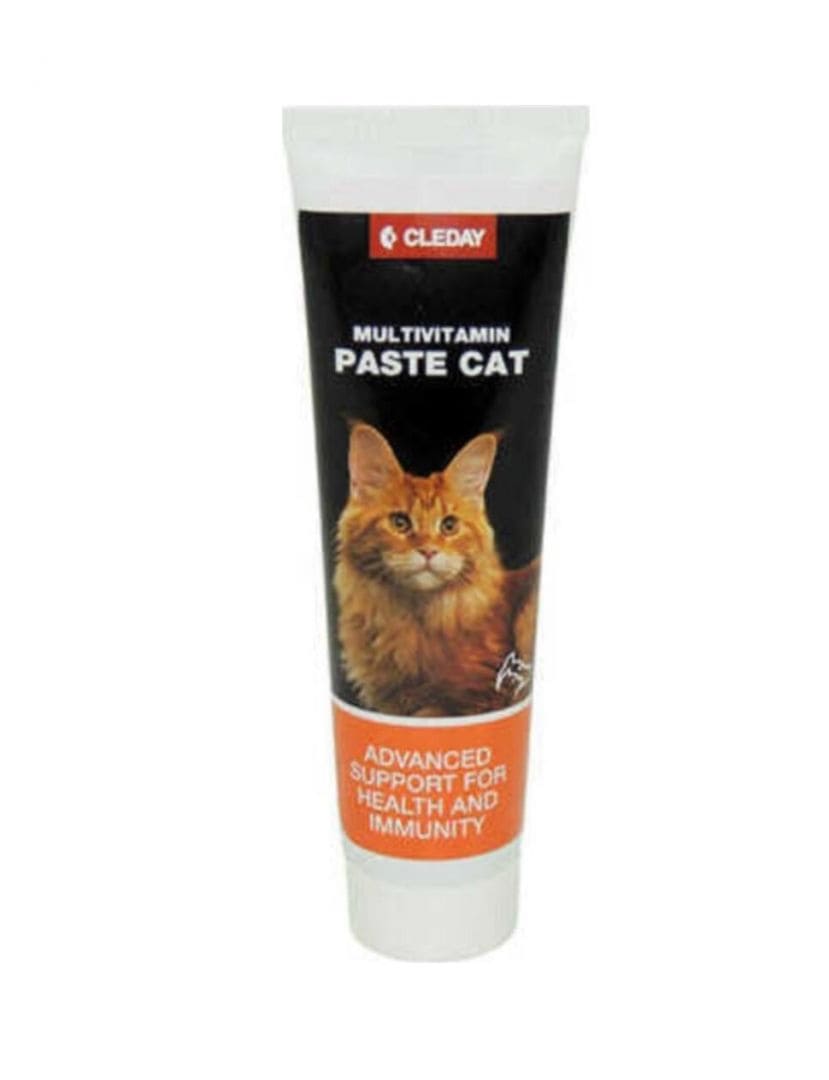 CLEDAY
MULTIVITAMIN
PASTE CAT
ADVANCED
SUPPORT FOR
HEALTH AND
IMMUNITY